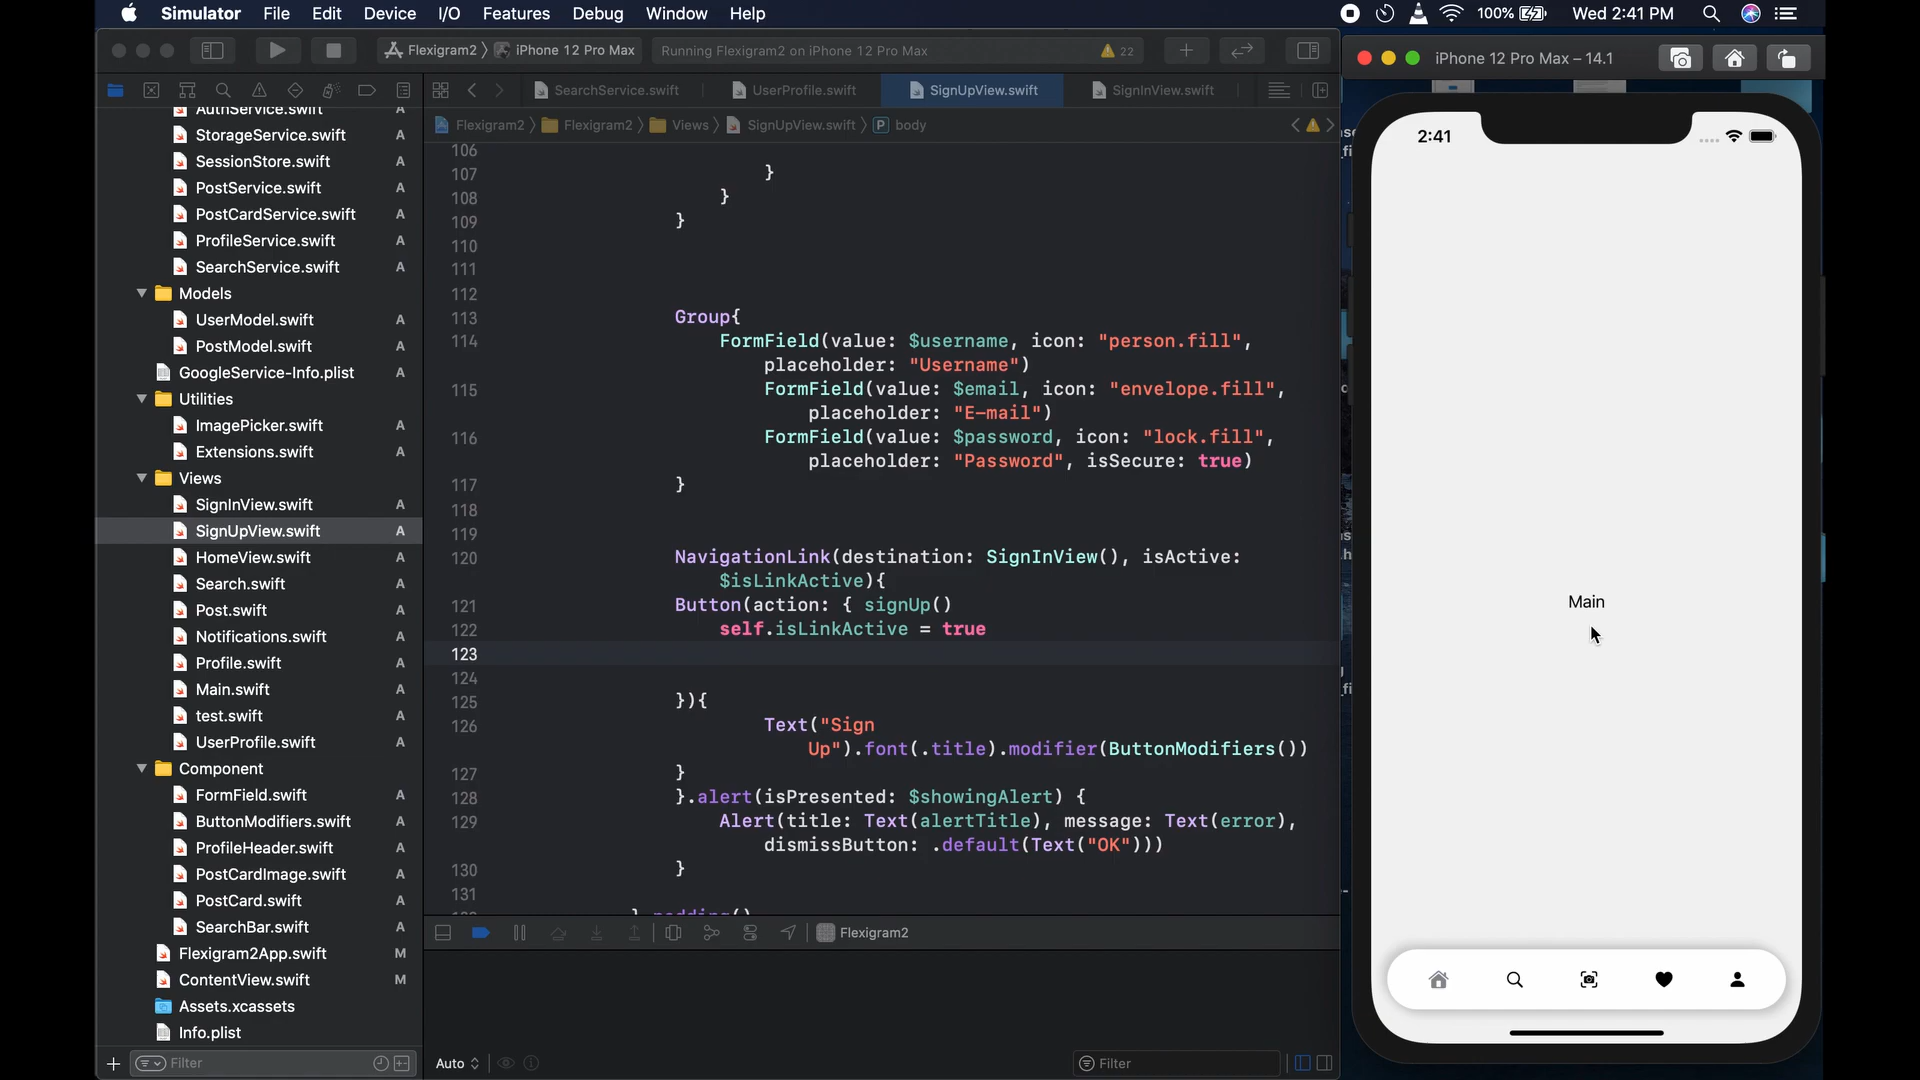 Simulator File Edit Device I/O Features Debug Window Help
100% Wed 2:41 PM
Flexigram2 iPhone 12 Pro Max
Running Flexigram2 on iPhone 12 Pro Max
22
iPhone 12 Pro Max – 14.1
SearchService.swift
UserProfile.swift
SignUpView.swift
SignInView.swift
Flexigram2 Flexigram2 Views SignUpView.swift body
AuthService.swift A
StorageService.swift A
SessionStore.swift A
PostService.swift A
PostCardService.swift A
ProfileService.swift A
SearchService.swift A
Models
UserModel.swift A
PostModel.swift A
GoogleService-Info.plist A
Utilities
ImagePicker.swift A
Extensions.swift A
Views
SignInView.swift A
SignUpView.swift A
HomeView.swift A
Search.swift A
Post.swift A
Notifications.swift A
Profile.swift A
Main.swift A
test.swift A
UserProfile.swift A
Component
FormField.swift A
ButtonModifiers.swift A
ProfileHeader.swift A
PostCardImage.swift A
PostCard.swift A
SearchBar.swift A
Flexigram2App.swift M
ContentView.swift M
Assets.xcassets
Info.plist
Filter
106
107 }
108 }
109 }
110
111
112
113 Group{
114 FormField(value: $username, icon: "person.fill",
placeholder: "Username")
115 FormField(value: $email, icon: "envelope.fill",
placeholder: "E-mail")
116 FormField(value: $password, icon: "lock.fill",
placeholder: "Password", isSecure: true)
117 }
118
119
120 NavigationLink(destination: SignInView(), isActive:
$isLinkActive){
121 Button(action: { signUp()
122 self.isLinkActive = true
123
124
125 }){
126 Text("Sign
Up").font(.title).modifier(ButtonModifiers())
127 }
128 }.alert(isPresented: $showingAlert) {
129 Alert(title: Text(alertTitle), message: Text(error),
dismissButton: .default(Text("OK")))
130 }
131
Flexigram2
Auto
Filter
2:41
Main